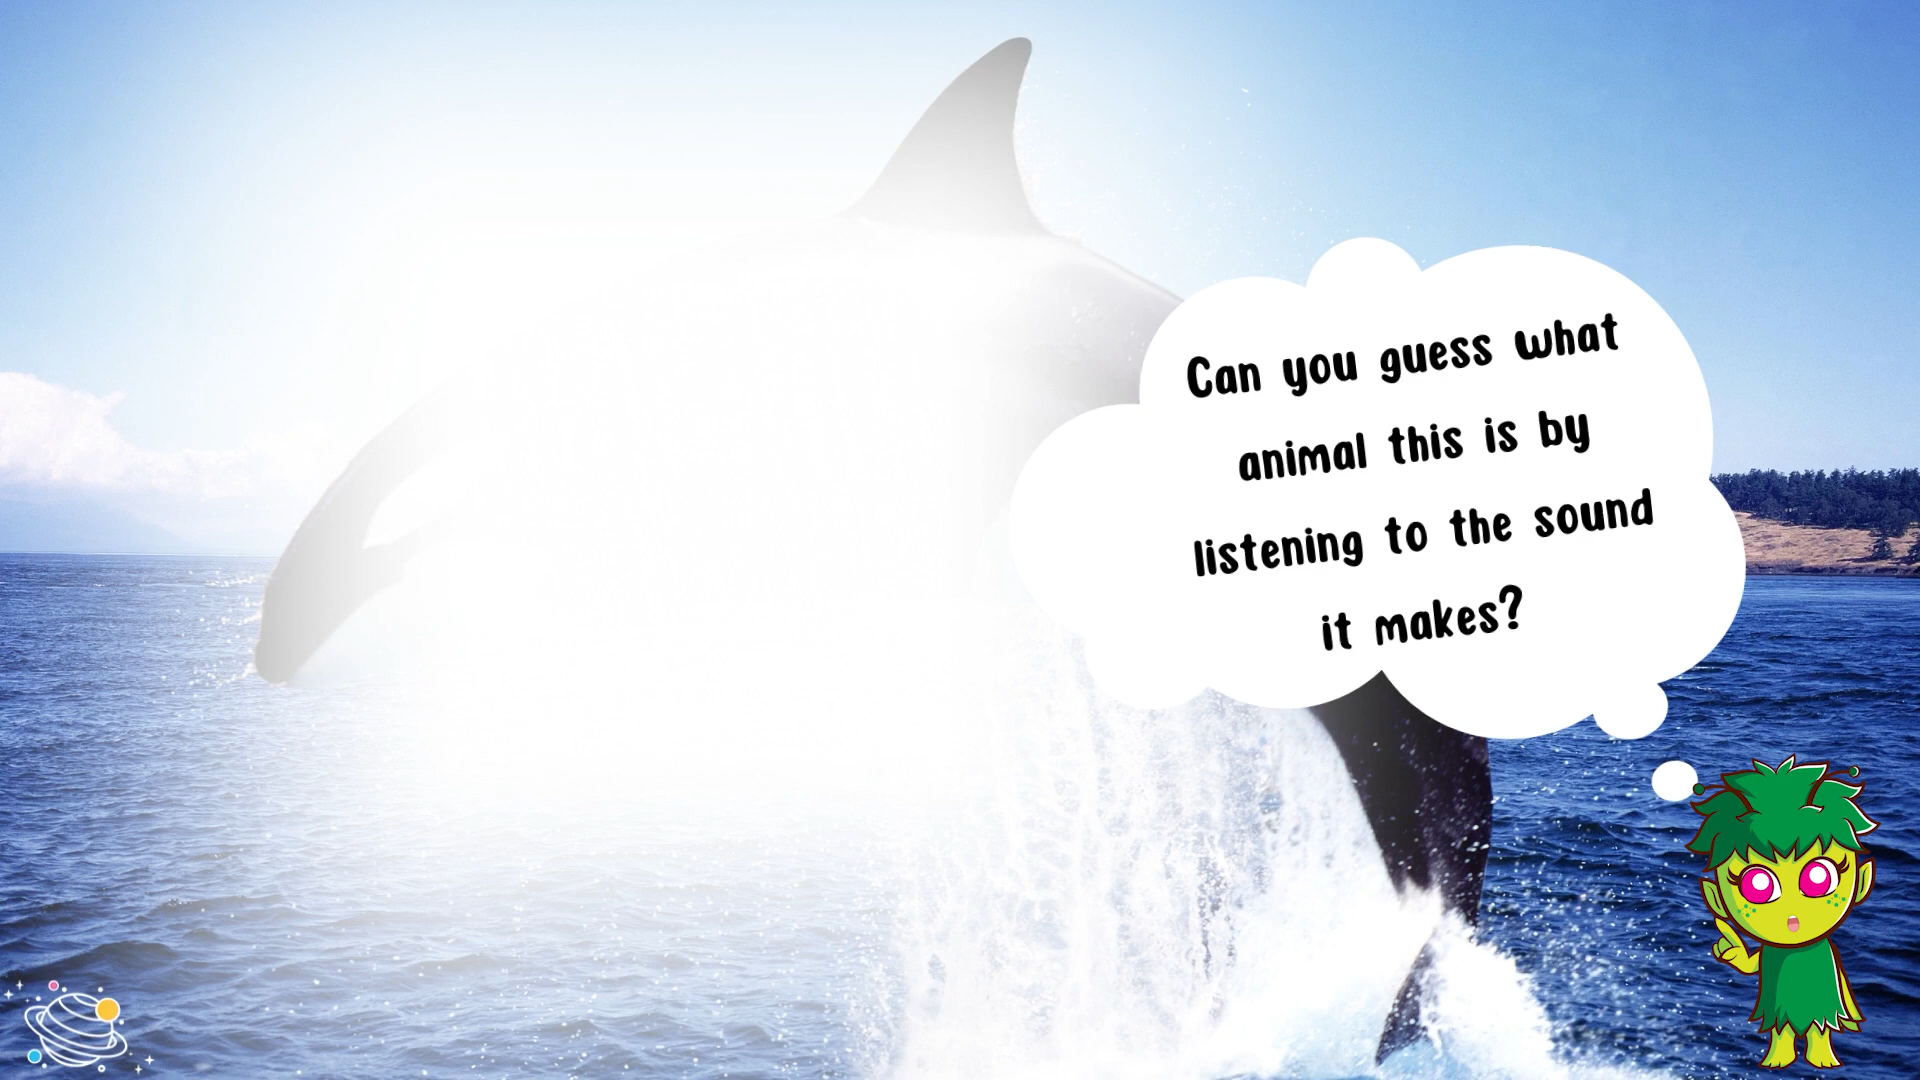 Can you guess what
animal this is by
listening to the sound
it makes?